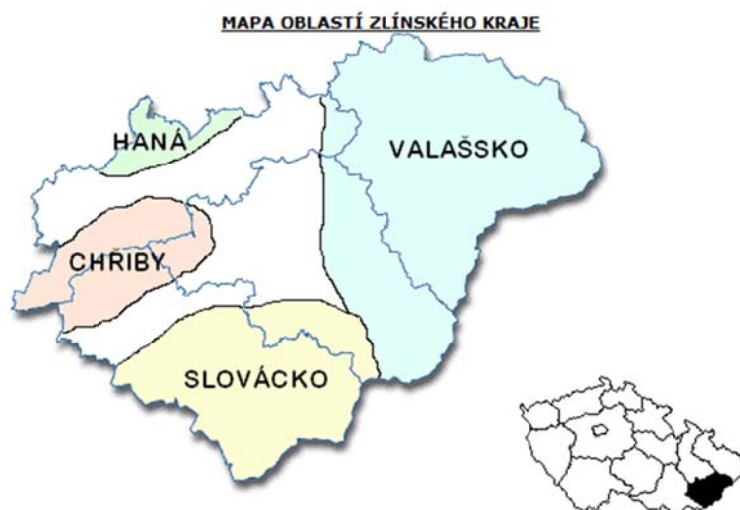 MAPA OBLASTÍ ZLÍNSKÉHO KRAJE
HANÁ
VALAŠSKO
CHŘIBY
SLOVÁCKO